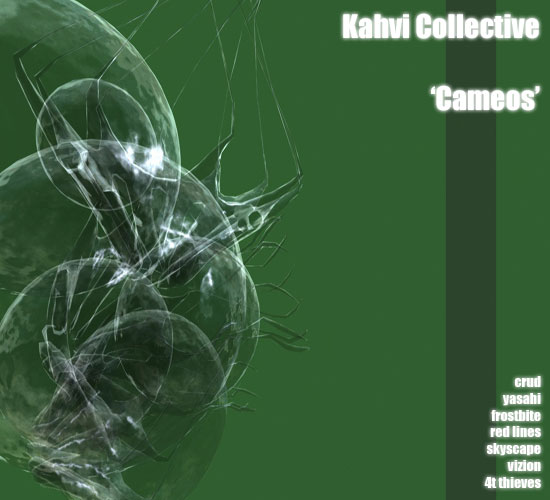 Kahvi Collective
‘Cameos’
crud
yasahi
frostbite
red lines
skyscape
vizion
4t thieves